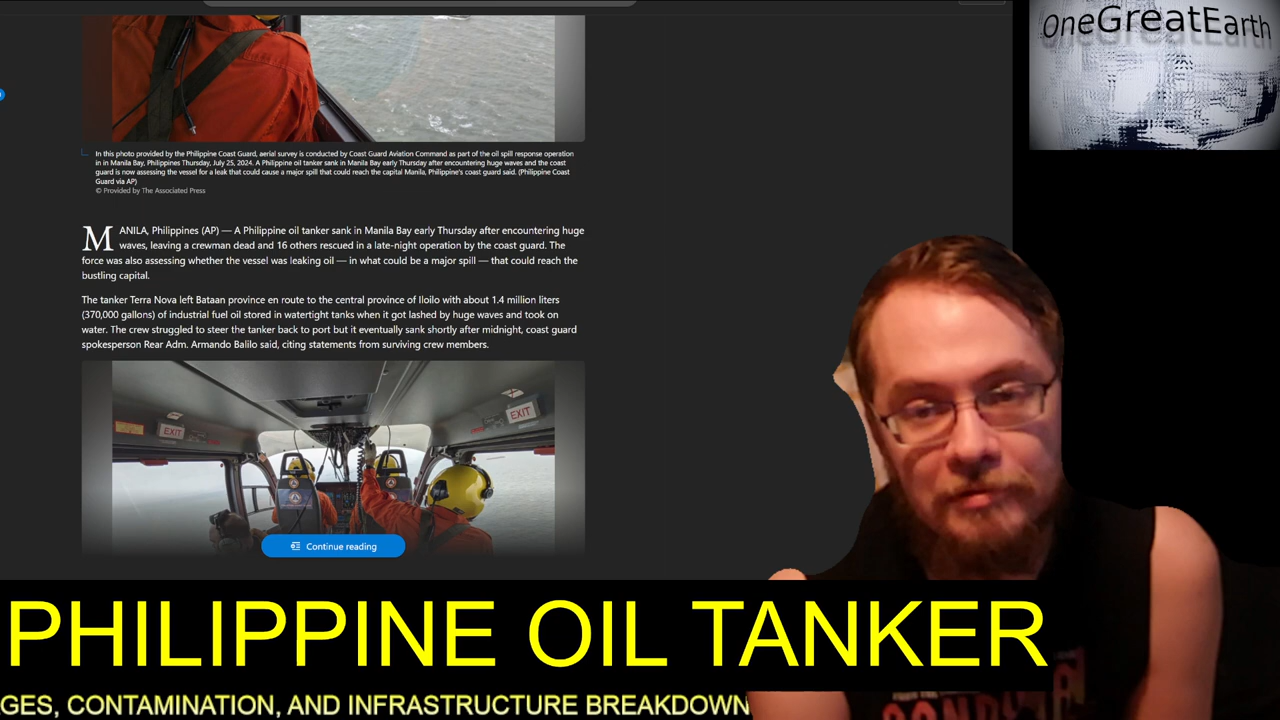 OneGreatEarth
In this photo provided by the Philippine Coast Guard, aerial survey is conducted by Coast Guard Aviation Command as part of the oil spill response operation
in in Manila Bay, Philippines Thursday, July 25, 2024. A Philippine oil tanker sank in Manila Bay early Thursday after encountering huge waves and the coast
guard is now assessing the vessel for a leak that could cause a major spill that could reach the capital Manila, Philippine's coast guard said. (Philippine Coast
Guard via AP)
© Provided by The Associated Press
MANILA, Philippines (AP) — A Philippine oil tanker sank in Manila Bay early Thursday after encountering huge
waves, leaving a crewman dead and 16 others rescued in a late-night operation by the coast guard. The
force was also assessing whether the vessel was leaking oil — in what could be a major spill — that could reach the
bustling capital.
The tanker Terra Nova left Bataan province en route to the central province of Iloilo with about 1.4 million liters
(370,000 gallons) of industrial fuel oil stored in watertight tanks when it got lashed by huge waves and took on
water. The crew struggled to steer the tanker back to port but it eventually sank shortly after midnight, coast guard
spokesperson Rear Adm. Armando Balilo said, citing statements from surviving crew members.
EXIT
EXIT
Continue reading
PHILIPPINE OIL TANKER
GES, CONTAMINATION, AND INFRASTRUCTURE BREAKDOWN